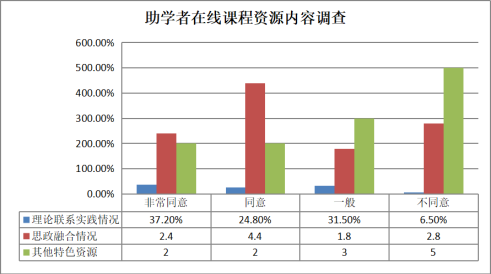 助学者在线课程资源内容调查
600.00%
500.00%
400.00%
300.00%
200.00%
100.00%
0.00%
非常同意 同意 一般 不同意
理论联系实践情况 37.20% 24.80% 31.50% 6.50%
思政融合情况 2.4 4.4 1.8 2.8
其他特色资源 2 2 3 5